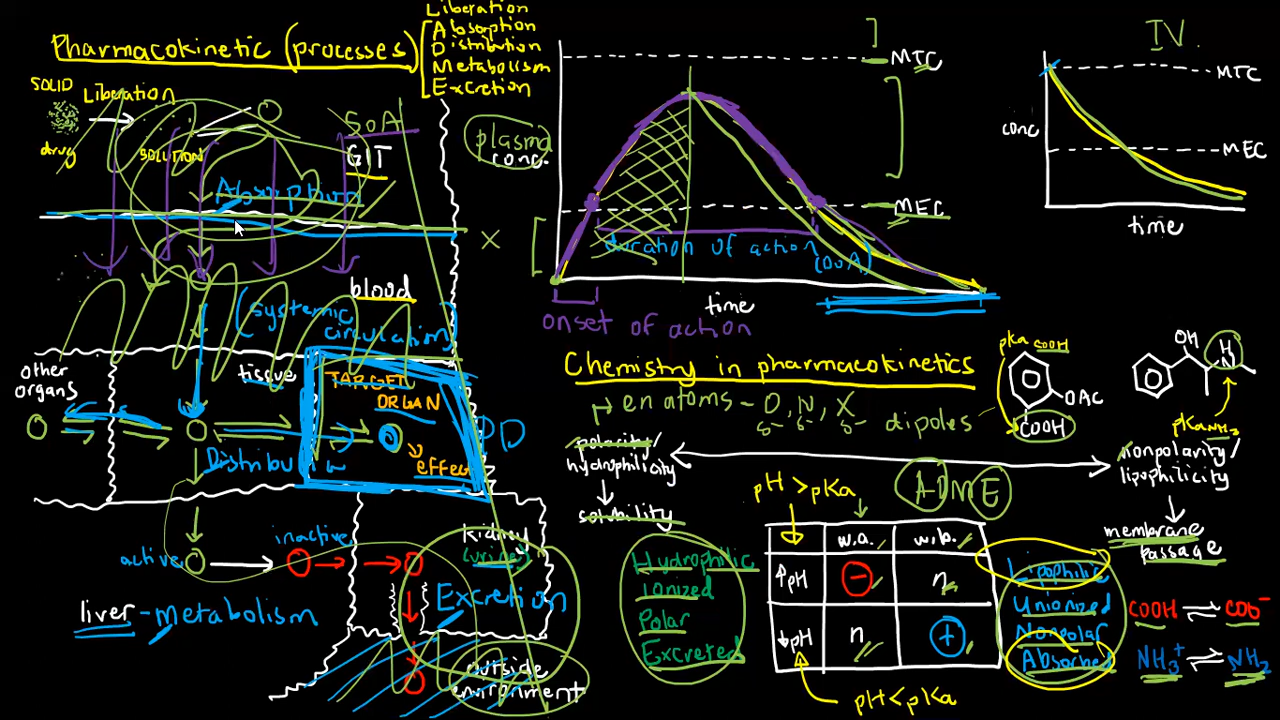 Pharmacokinetic (processes)
Liberation
Absorption
Distribution
Metabolism
Excretion
SOLID
drug
Liberation
SOLUTION
SOA
GIT
Absorption
blood
(systemic
circulation)
other
organs
tissue
TARGET
ORGAN
effect
PD
Distribution
active
inactive
kidney
(urine)
Excretion
liver - metabolism
outside
environment
plasma
conc.
X
MTC
MEC
duration of action
(DOA)
time
onset of action
IV.
MTC
conc
MEC
time
Chemistry in pharmacokinetics
en atoms - O, N, X
δ- δ- δ-
dipoles
polarity/
hydrophilicity
solubility
nonpolarity/
lipophilicity
membrane
passage
pKa COOH
OAC
COOH
OH
H
N
pKa NH2
ADME
pH > pKa
w.a.
w.b.
↑pH
-
n
↓pH
n
+
pH < pKa
Hydrophilic
Ionized
Polar
Excreted
Lipophilic
Unionized
Nonpolar
Absorbed
COOH ⇌ COO⁻
NH₃⁺ ⇌ NH₂